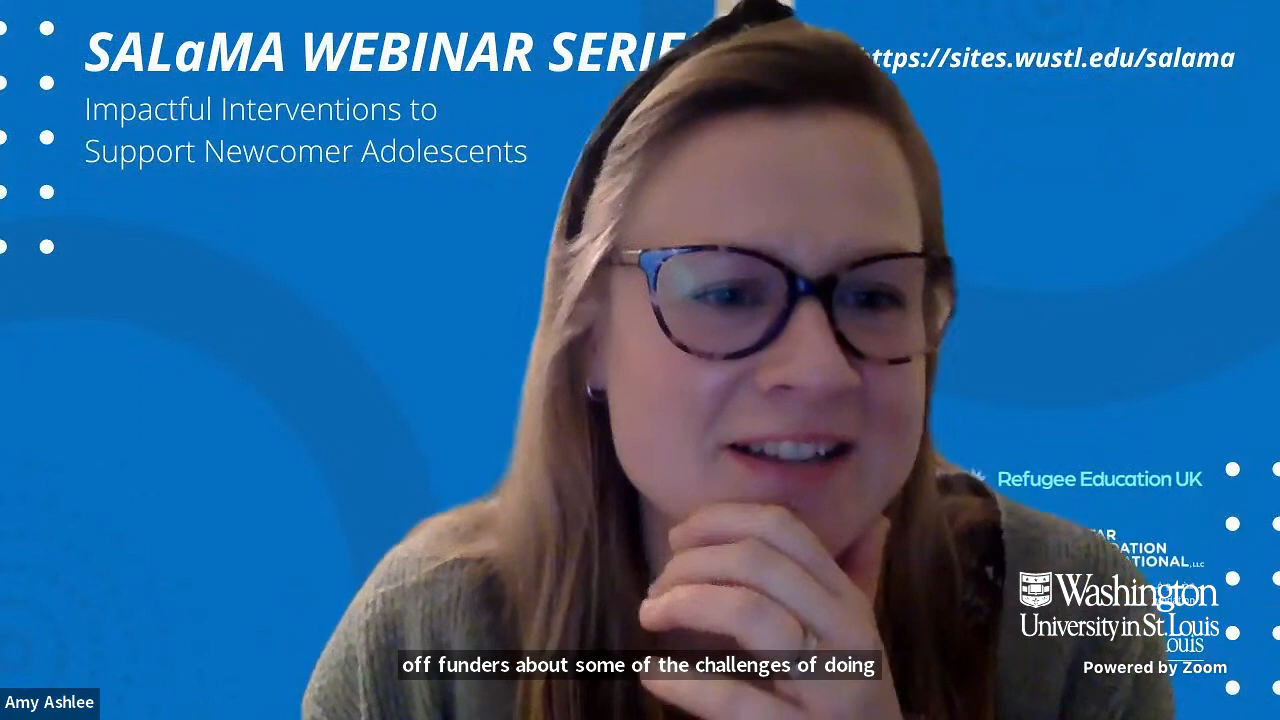 SALaMA WEBINAR SERIE
https://sites.wustl.edu/salama
Impactful Interventions to
Support Newcomer Adolescents
Refugee Education UK
Washington
University in St. Louis
off funders about some of the challenges of doing
Powered by Zoom
Amy Ashlee